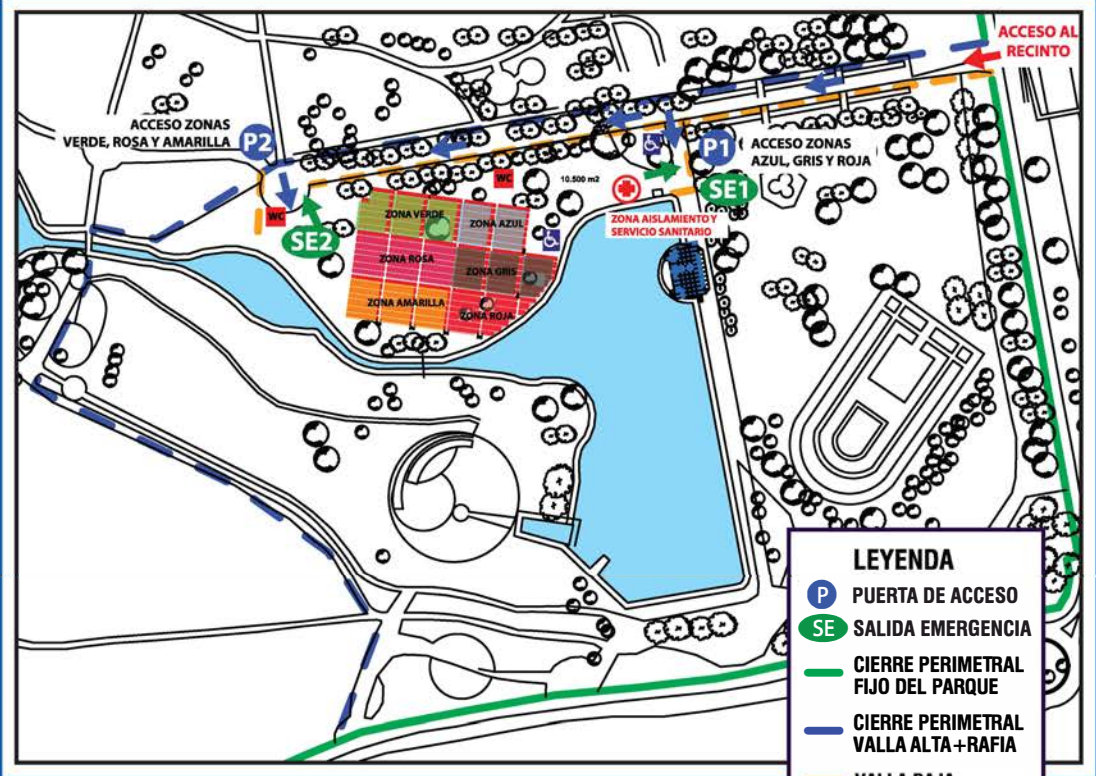 ACCESO AL
RECINTO
ACCESO ZONAS
VERDE, ROSA Y AMARILLA
P2
P1
ACCESO ZONAS
AZUL, GRIS Y ROJA
SE1
10.500 m2
WC
ZONA AISLAMIENTO Y
SERVICIO SANITARIO
WC
SE2
ZONA VERDE
ZONA AZUL
ZONA ROSA
ZONA GRIS
ZONA AMARILLA
ZONA ROJA
LEYENDA
P PUERTA DE ACCESO
SE SALIDA EMERGENCIA
CIERRE PERIMETRAL
FIJO DEL PARQUE
CIERRE PERIMETRAL
VALLA ALTA+RAFIA
VALLA BAJA